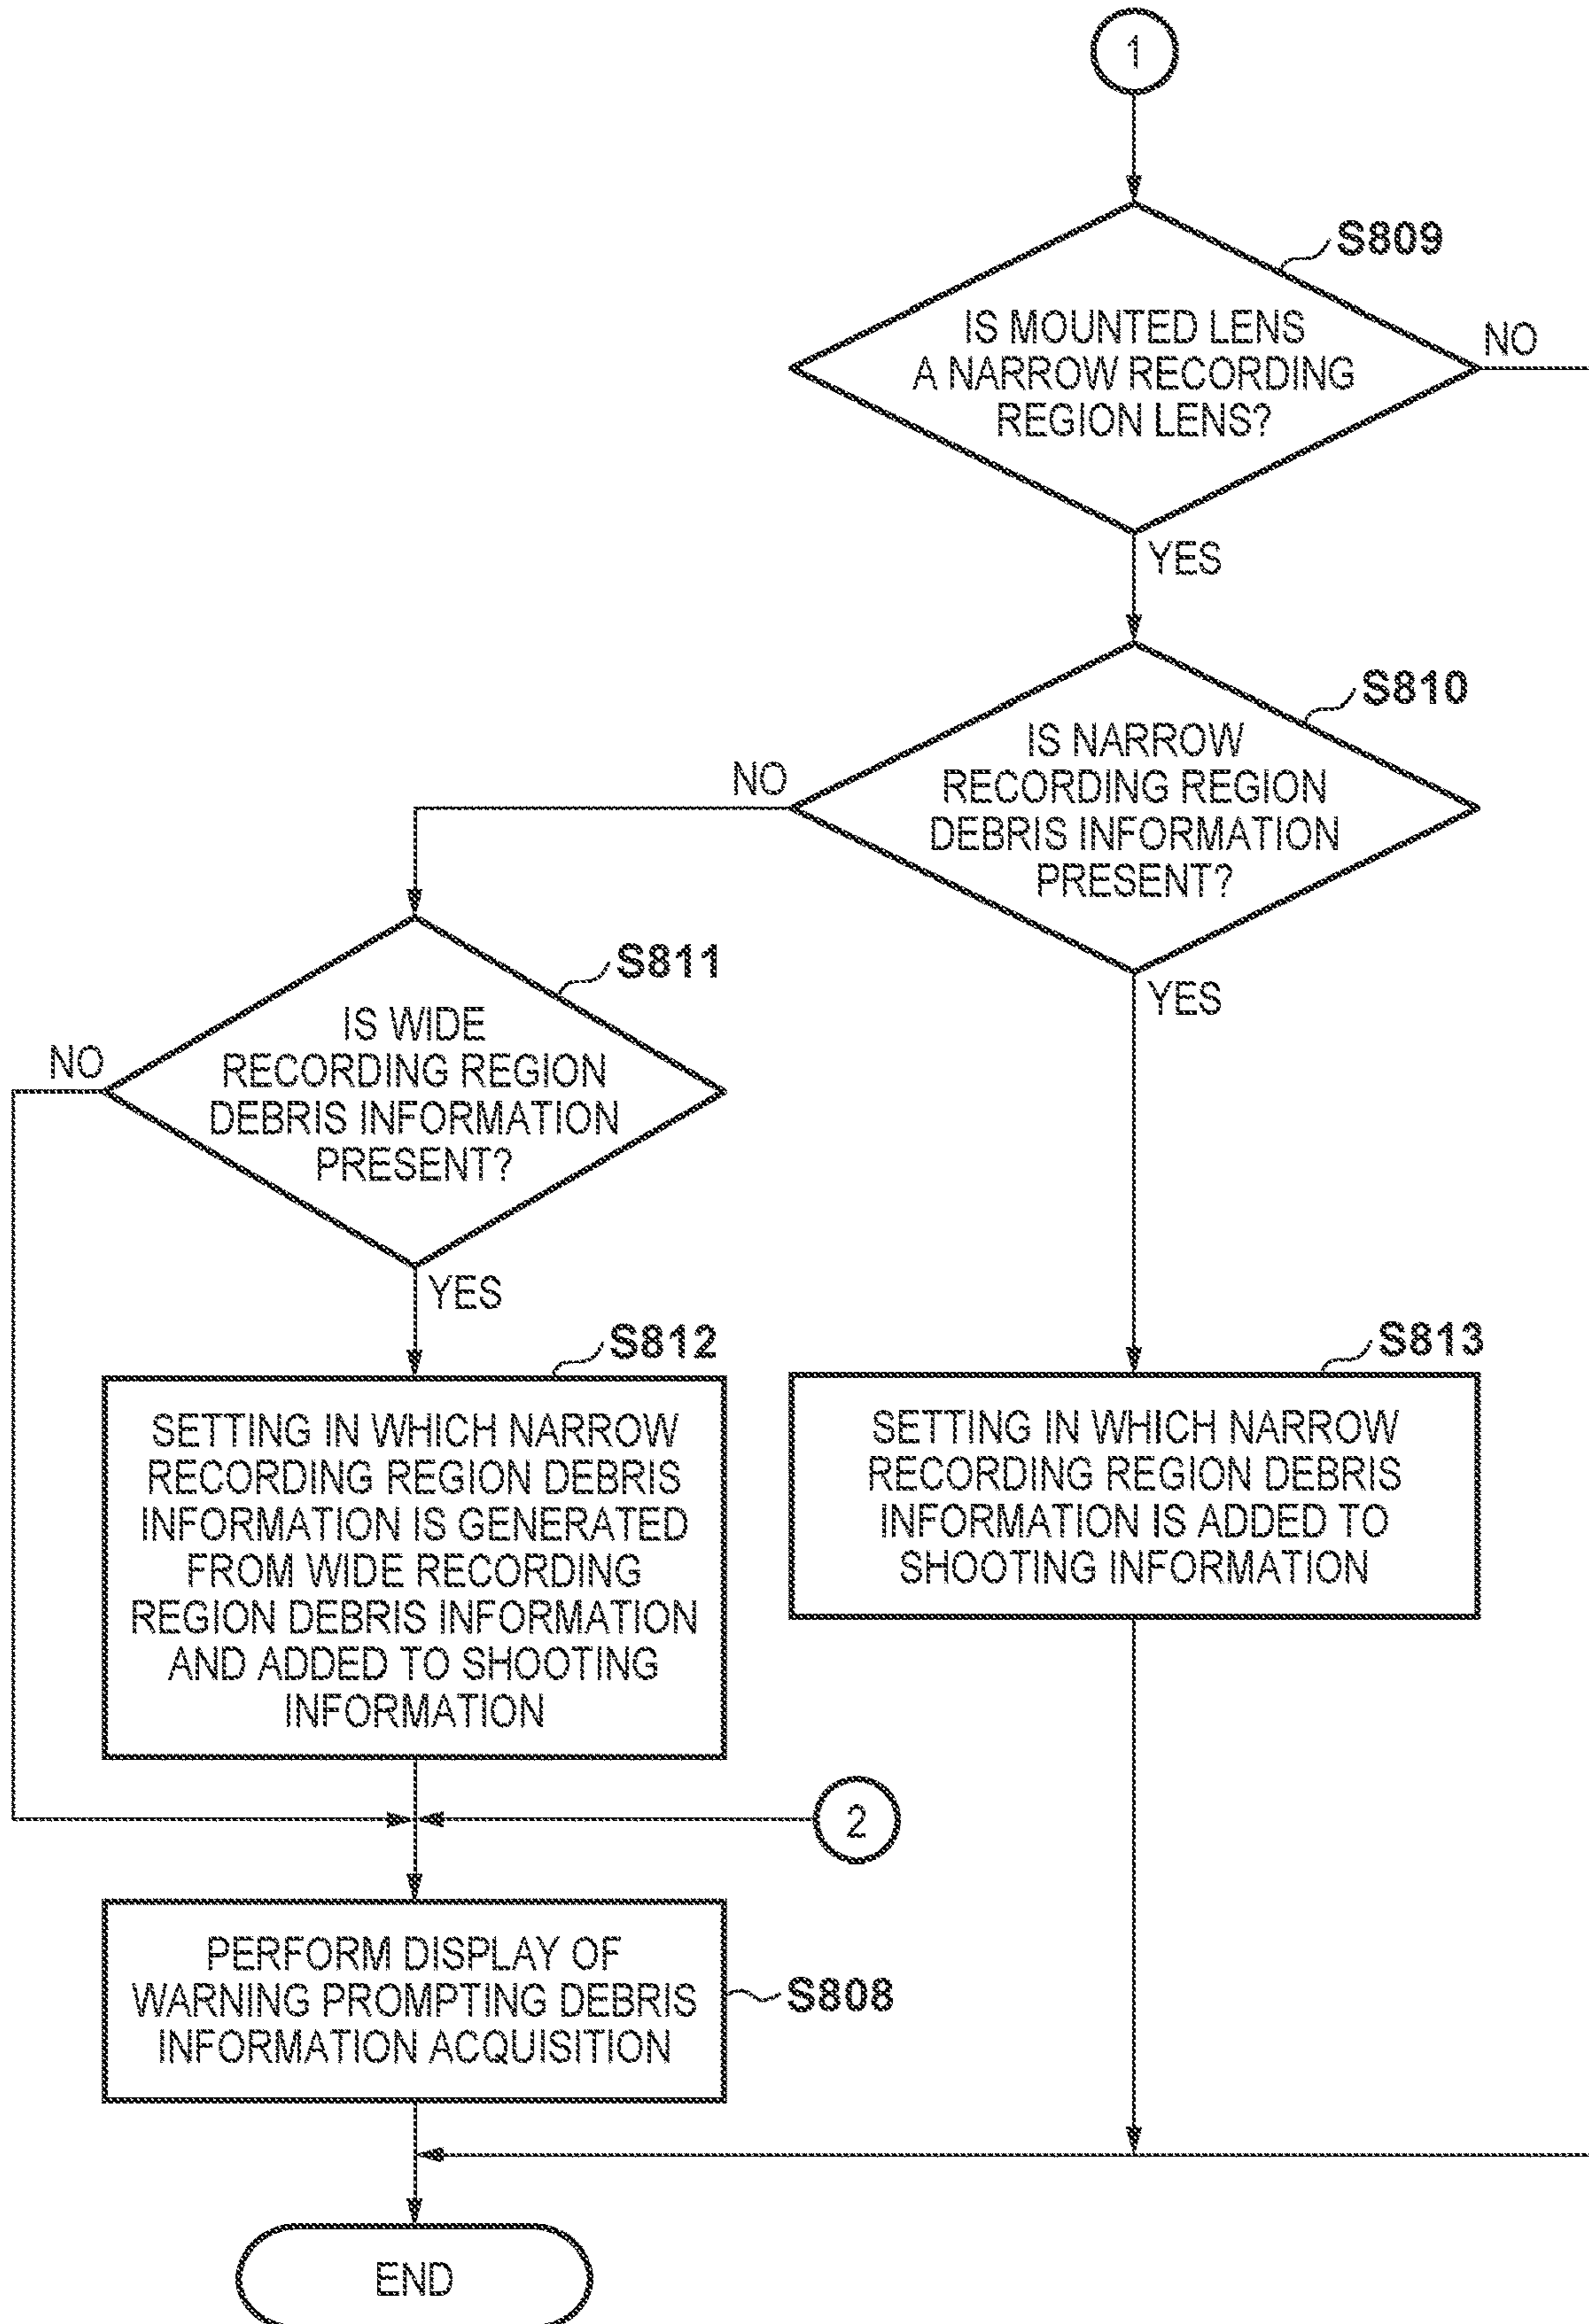 1
S809
IS MOUNTED LENS
A NARROW RECORDING
REGION LENS?
NO
YES
S810
IS NARROW
RECORDING REGION
DEBRIS INFORMATION
PRESENT?
NO
YES
S811
IS WIDE
RECORDING REGION
DEBRIS INFORMATION
PRESENT?
NO
YES
S812
SETTING IN WHICH NARROW
RECORDING REGION DEBRIS
INFORMATION IS GENERATED
FROM WIDE RECORDING
REGION DEBRIS INFORMATION
AND ADDED TO SHOOTING
INFORMATION
S813
SETTING IN WHICH NARROW
RECORDING REGION DEBRIS
INFORMATION IS ADDED TO
SHOOTING INFORMATION
2
PERFORM DISPLAY OF
WARNING PROMPTING DEBRIS
INFORMATION ACQUISITION
S808
END